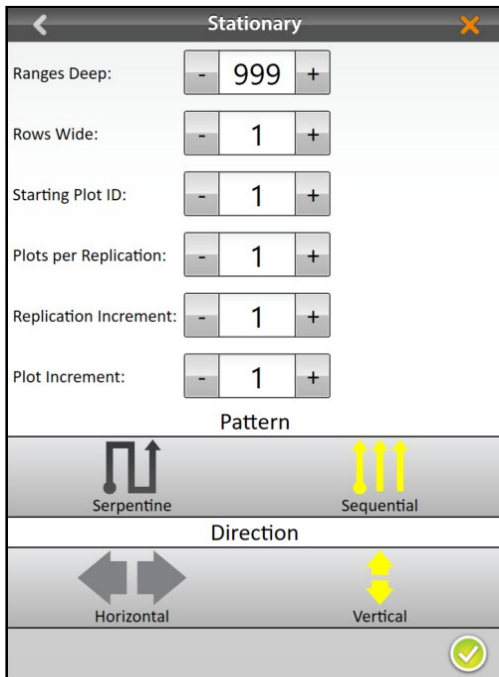 Stationary
Ranges Deep: - 999 +
Rows Wide: - 1 +
Starting Plot ID: - 1 +
Plots per Replication: - 1 +
Replication Increment: - 1 +
Plot Increment: - 1 +
Pattern
Serpentine Sequential
Direction
Horizontal Vertical